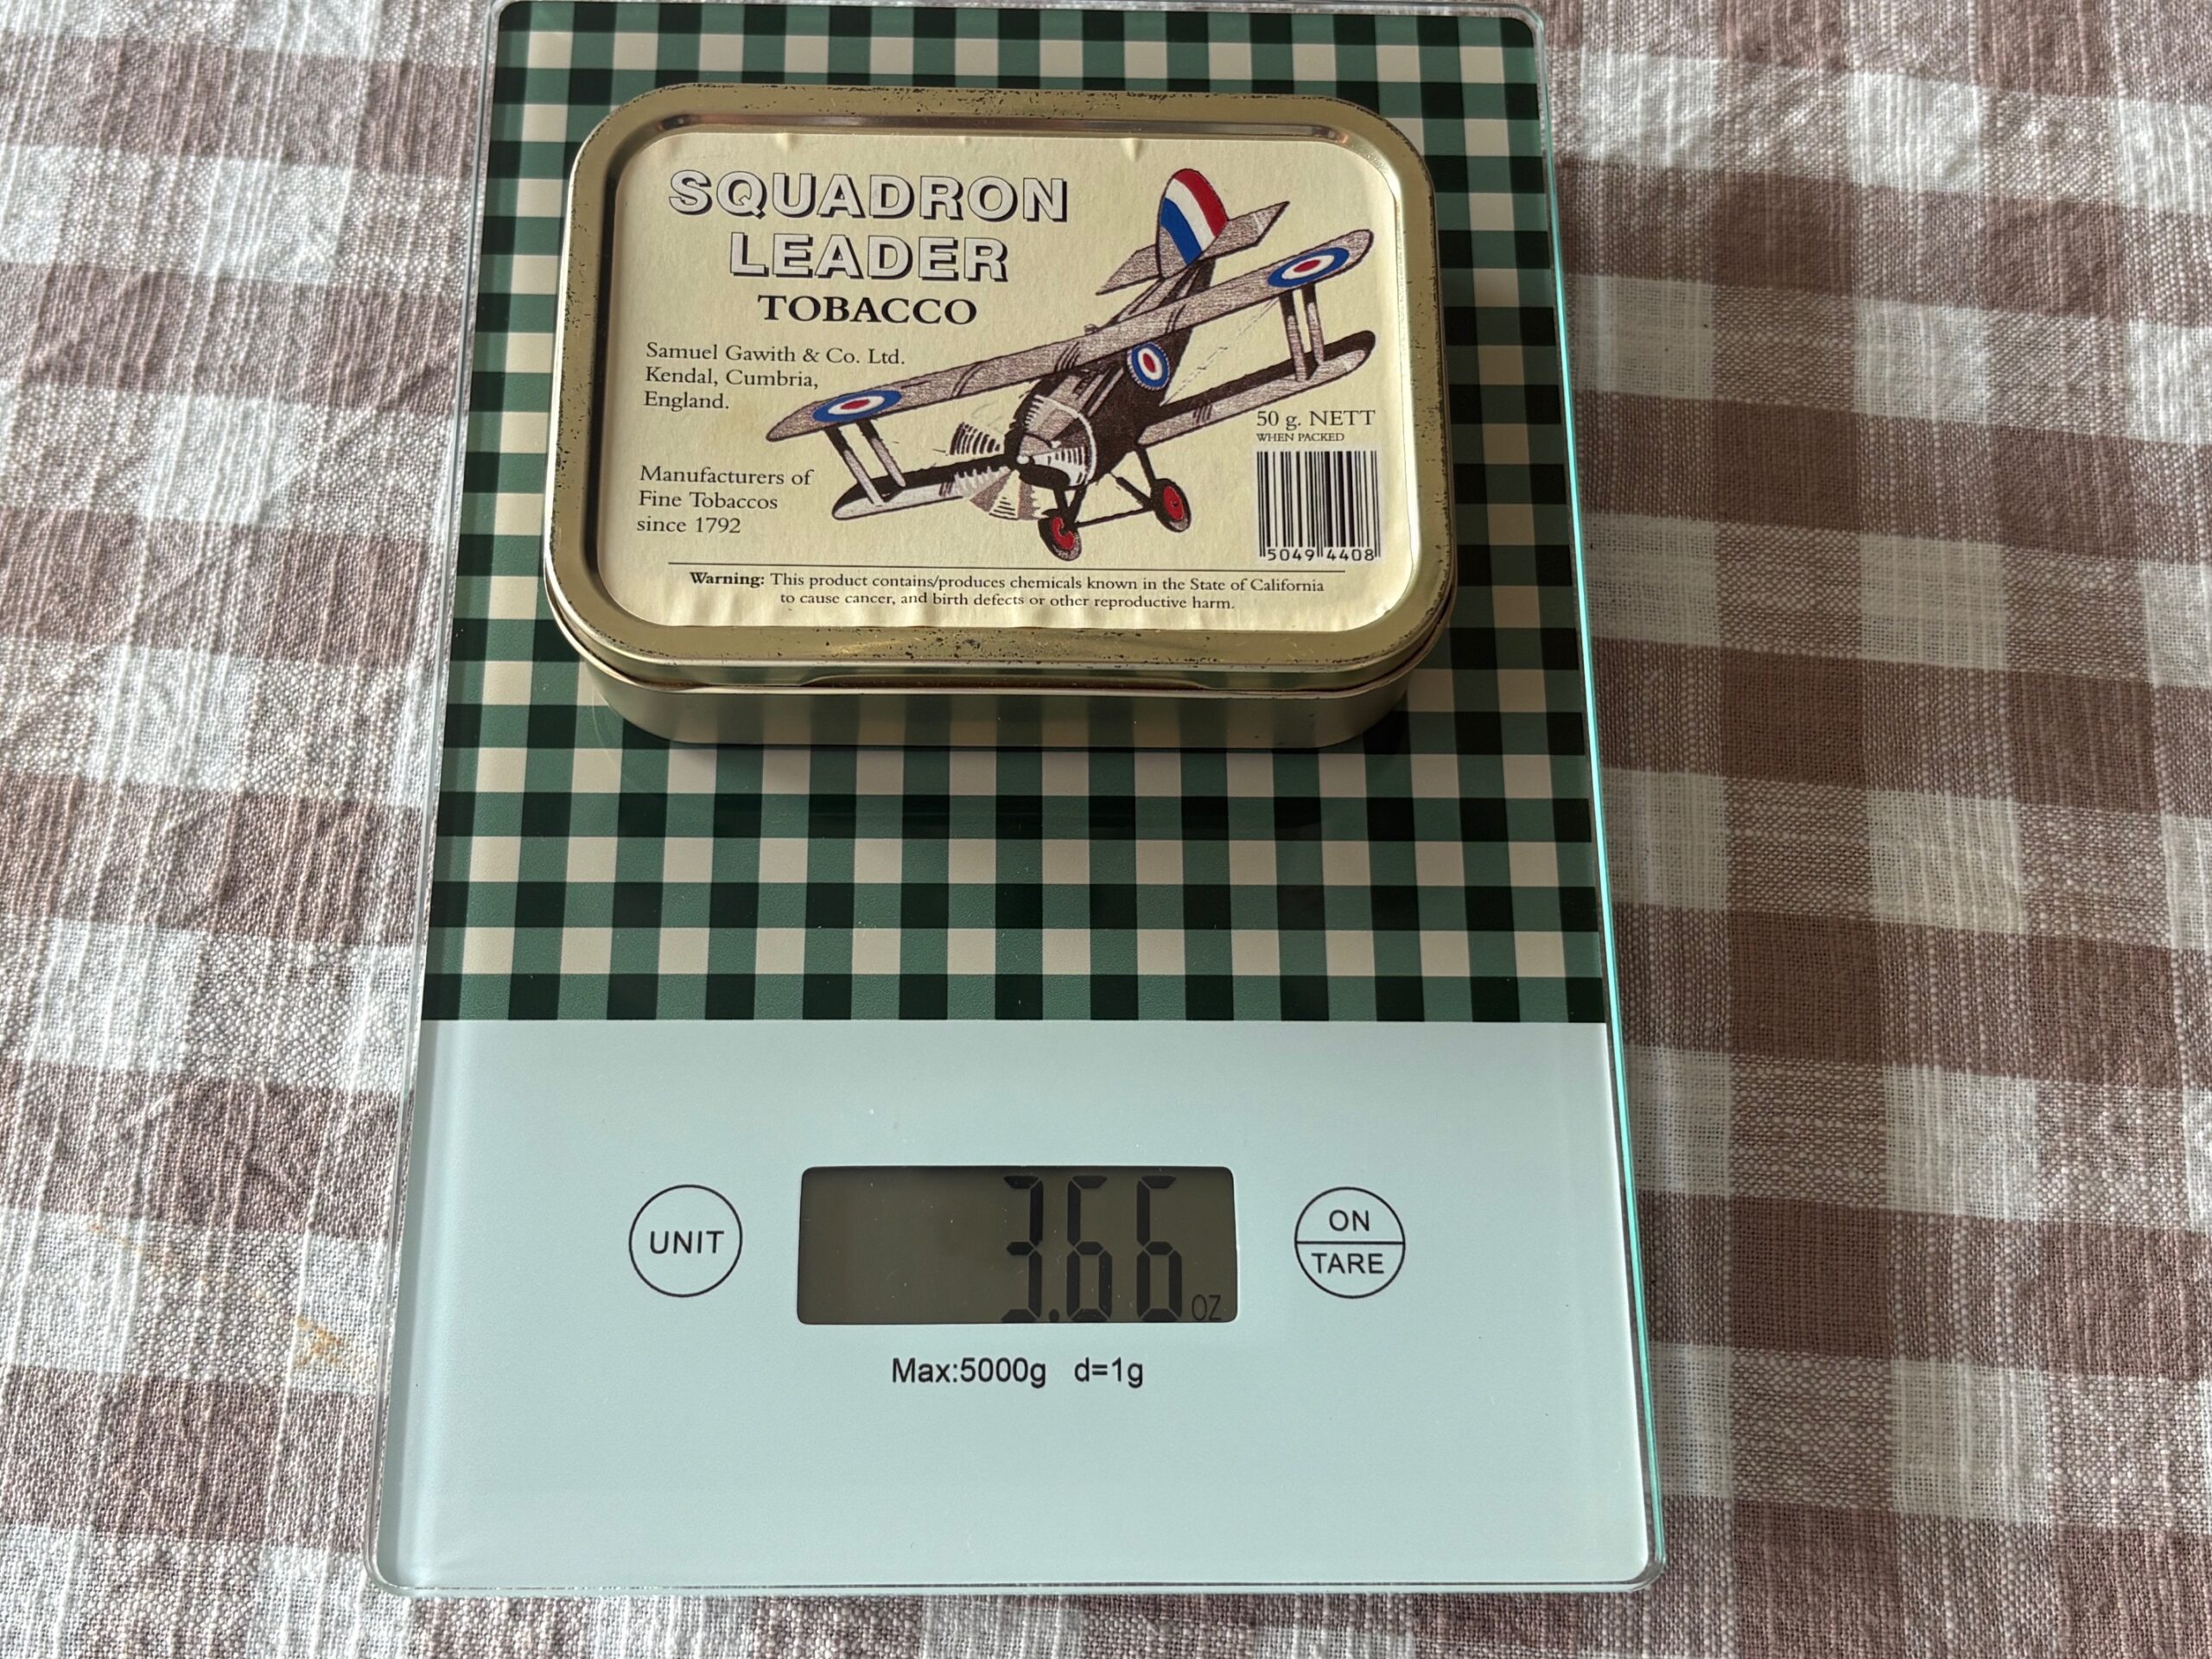 SQUADRON
LEADER
TOBACCO
Samuel Gawith & Co. Ltd.
Kendal, Cumbria,
England.
Manufacturers of
Fine Tobaccos
since 1792
50 g. NETT
WHEN PACKED
5049 4408
Warning: This product contains/produces chemicals known in the State of California
to cause cancer, and birth defects or other reproductive harm.
UNIT
3.66 OZ
ON
TARE
Max:5000g d=1g